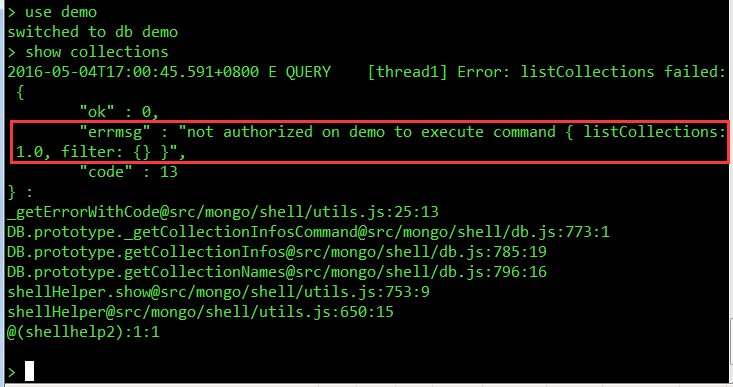 > use demo
switched to db demo
> show collections
2016-05-04T17:00:45.591+0800 E QUERY    [thread1] Error: listCollections failed:
 {
        "ok" : 0,
        "errmsg" : "not authorized on demo to execute command { listCollections:
 1.0, filter: {} }",
        "code" : 13
} :
_getErrorWithCode@src/mongo/shell/utils.js:25:13
DB.prototype._getCollectionInfosCommand@src/mongo/shell/db.js:773:1
DB.prototype.getCollectionInfos@src/mongo/shell/db.js:785:19
DB.prototype.getCollectionNames@src/mongo/shell/db.js:796:16
shellHelper.show@src/mongo/shell/utils.js:753:9
shellHelper@src/mongo/shell/utils.js:650:15
@(shellhelp2):1:1
>